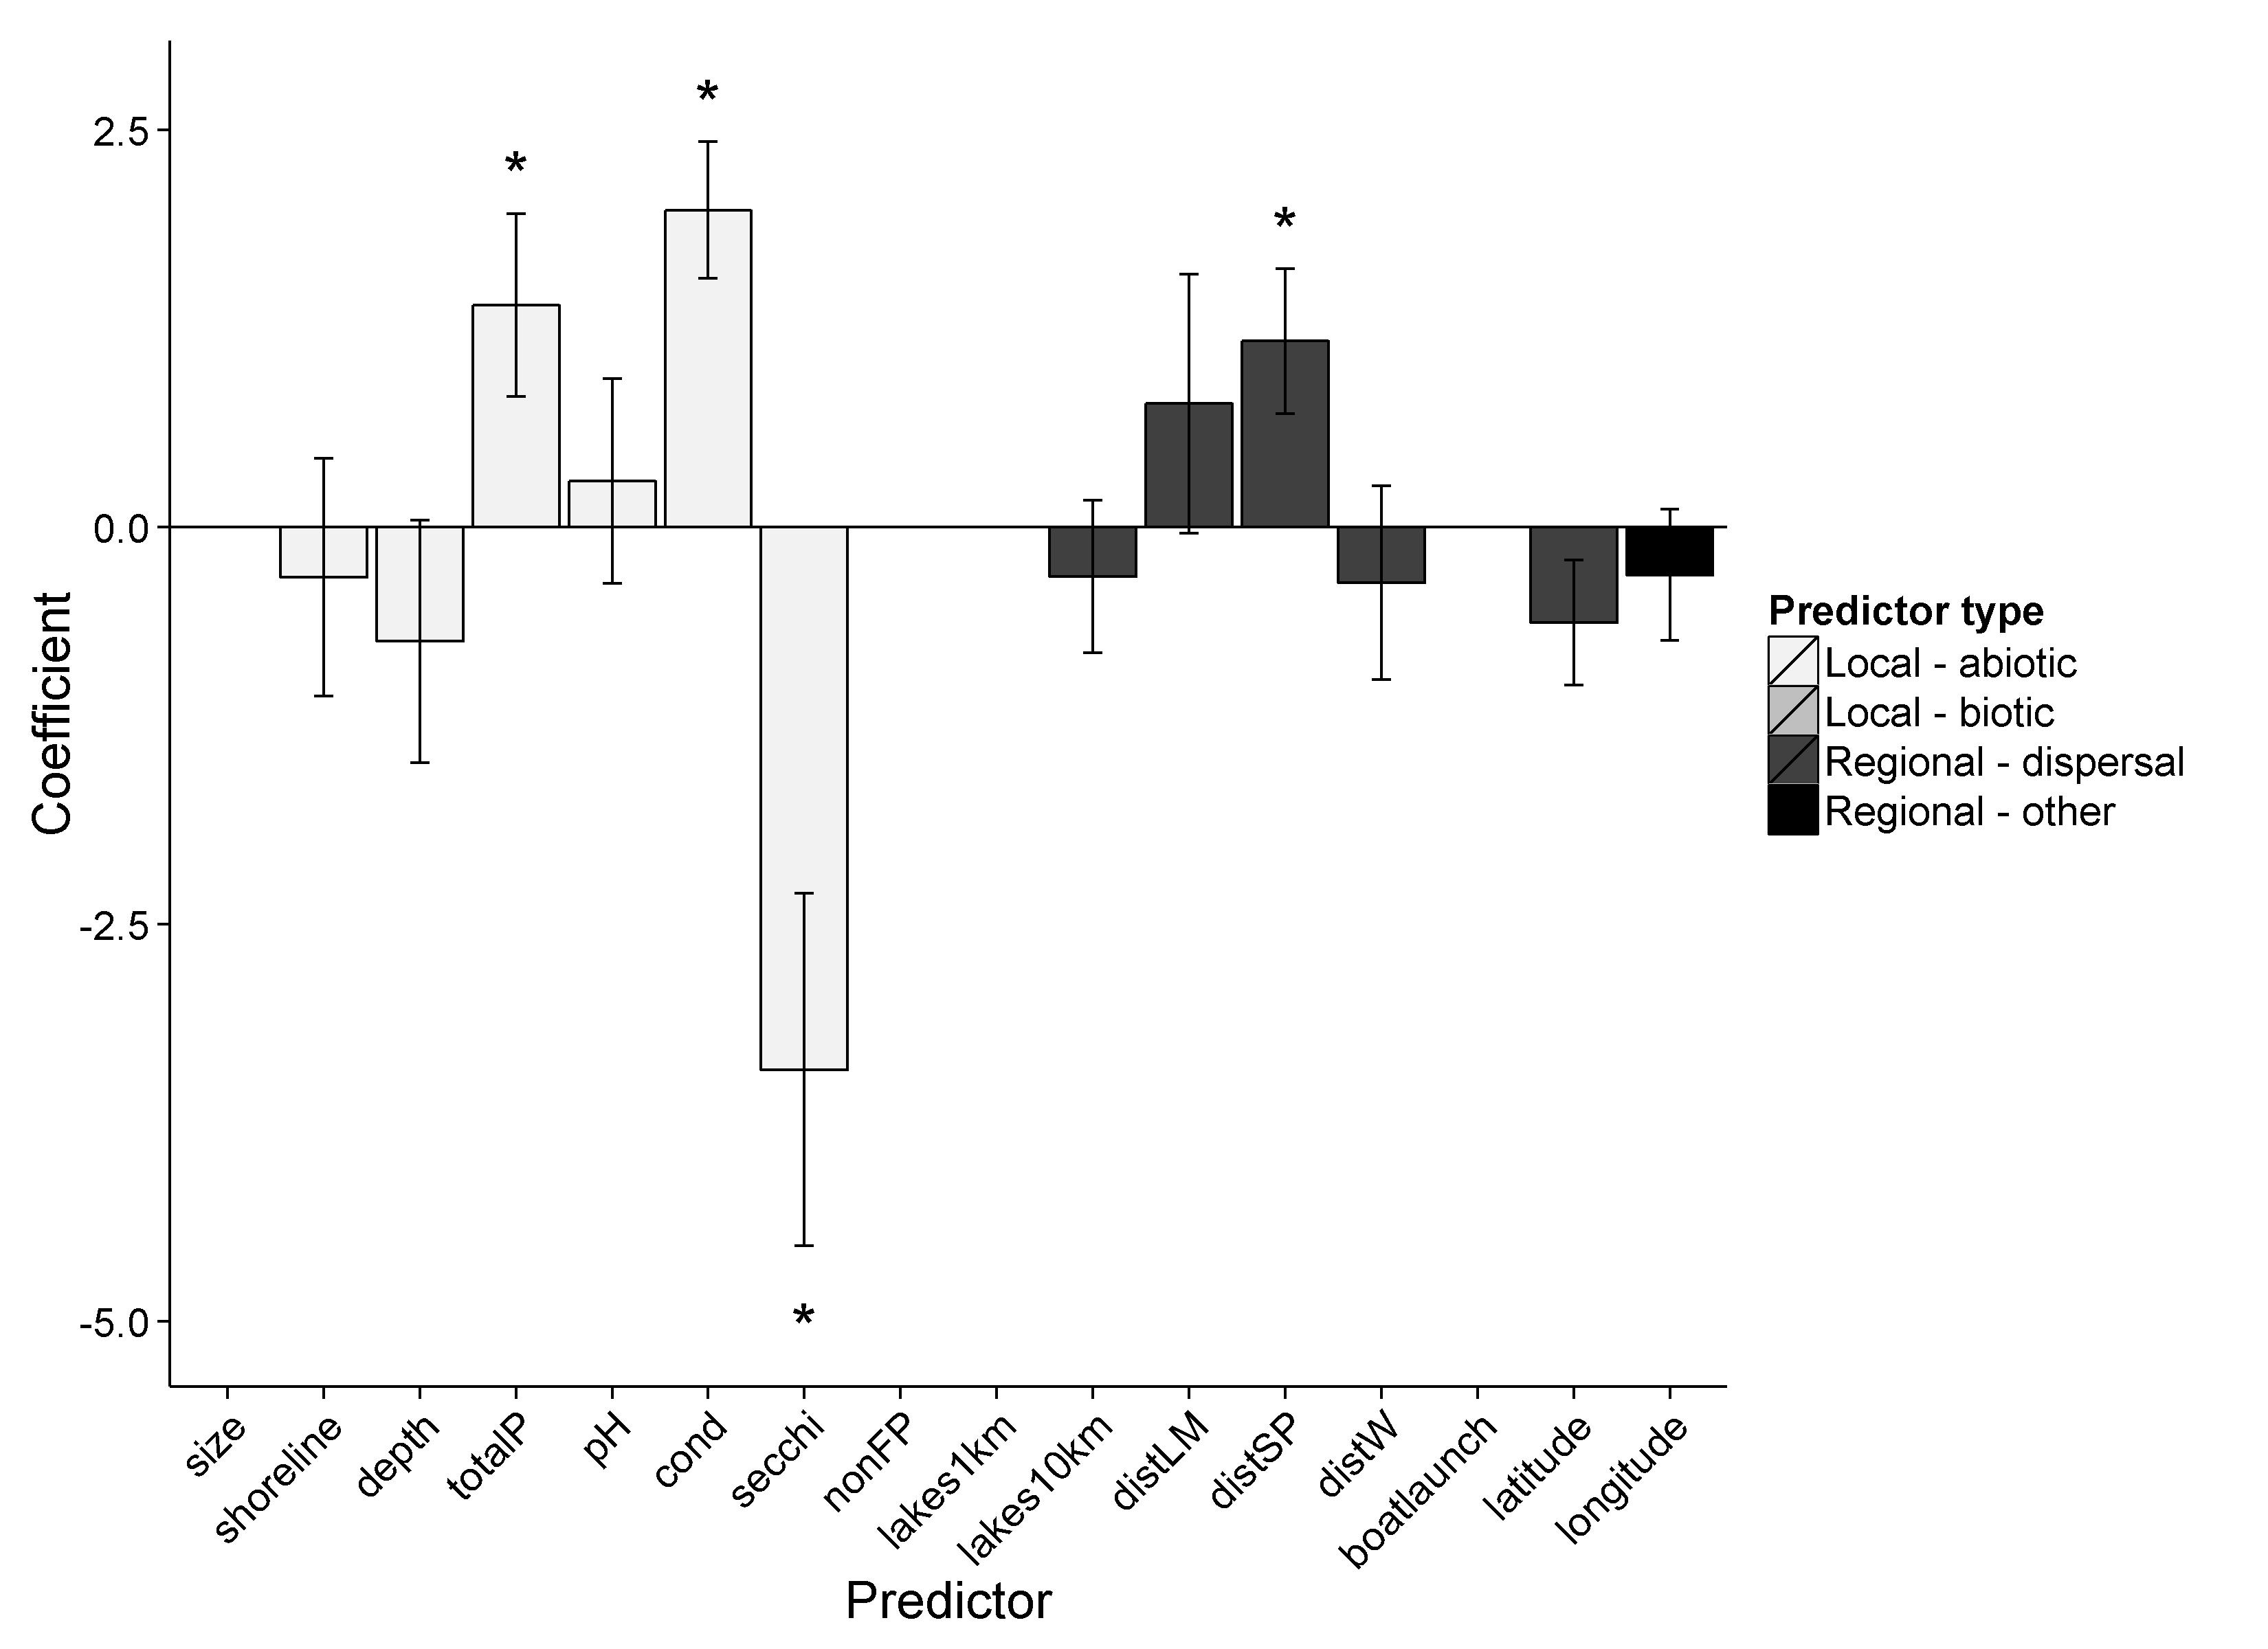 *
*
*
*
2.5
0.0
-2.5
-5.0
Coefficient
size
shoreline
depth
totalP
pH
cond
secchi
nonFP
lakes1km
lakes10km
distLM
distSP
distW
boatlaunch
latitude
longitude
Predictor
Predictor type
Local - abiotic
Local - biotic
Regional - dispersal
Regional - other